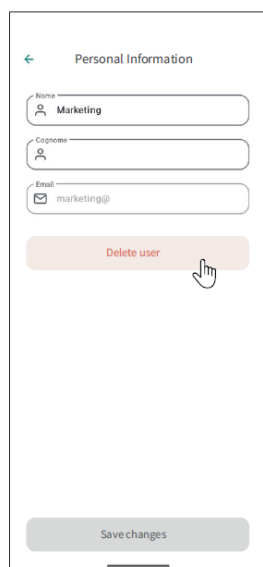 Personal Information
Name
Marketing
Cognome
Email
marketing@
Delete user
Save changes